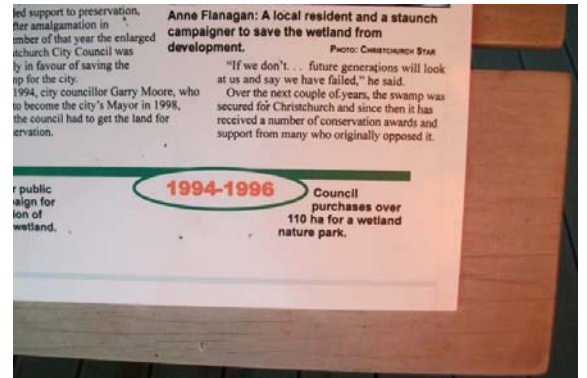 led support to preservation,
fter amalgamation in
mber of that year the enlarged
tchurch City Council was
ly in favour of saving the
mp for the city.
1994, city councillor Garry Moore, who
to become the city's Mayor in 1998,
the council had to get the land for
ervation.
Anne Flanagan: A local resident and a staunch
campaigner to save the wetland from
development.
PHOTO: CHRISTCHURCH STAR
"If we don't. . . future generations will look
at us and say we have failed," he said.
Over the next couple of years, the swamp was
secured for Christchurch and since then it has
received a number of conservation awards and
support from many who originally opposed it.
r public
aign for
ion of
wetland.
1994-1996
Council
purchases over
110 ha for a wetland
nature park.